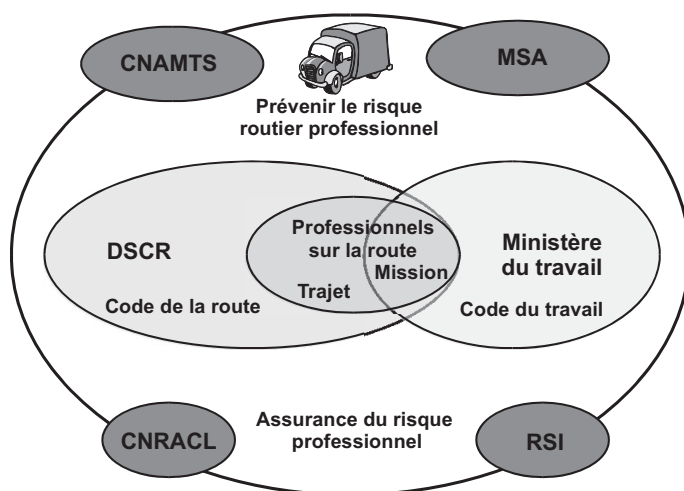 CNAMTS
MSA
Prévenir le risque
routier professionnel
DSCR
Code de la route
Professionnels
sur la route
Mission
Trajet
Ministère
du travail
Code du travail
CNRACL
Assurance du risque
professionnel
RSI